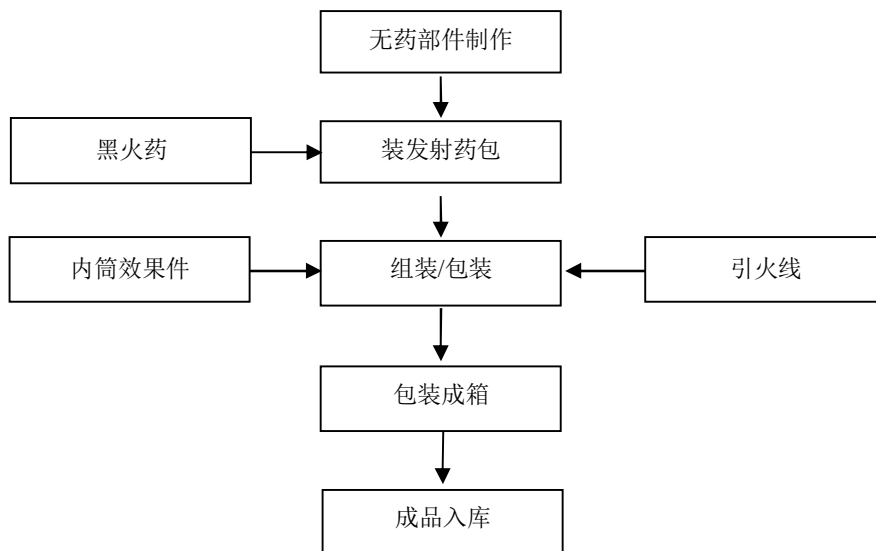 无药部件制作
黑火药
装发射药包
内筒效果件
组装/包装
引火线
包装成箱
成品入库